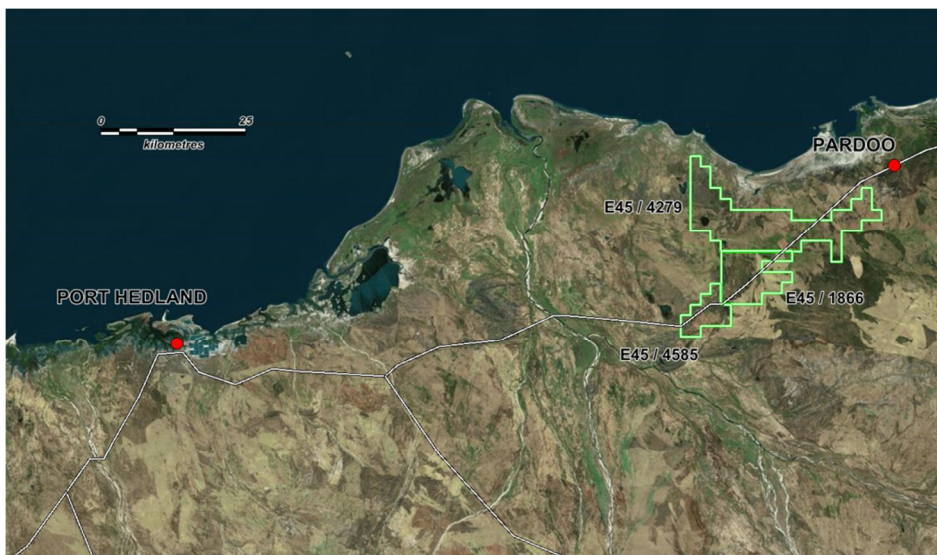 0 25
kilometres
PARDOO
E45 / 4279
PORT HEDLAND
E45 / 1866
E45 / 4585